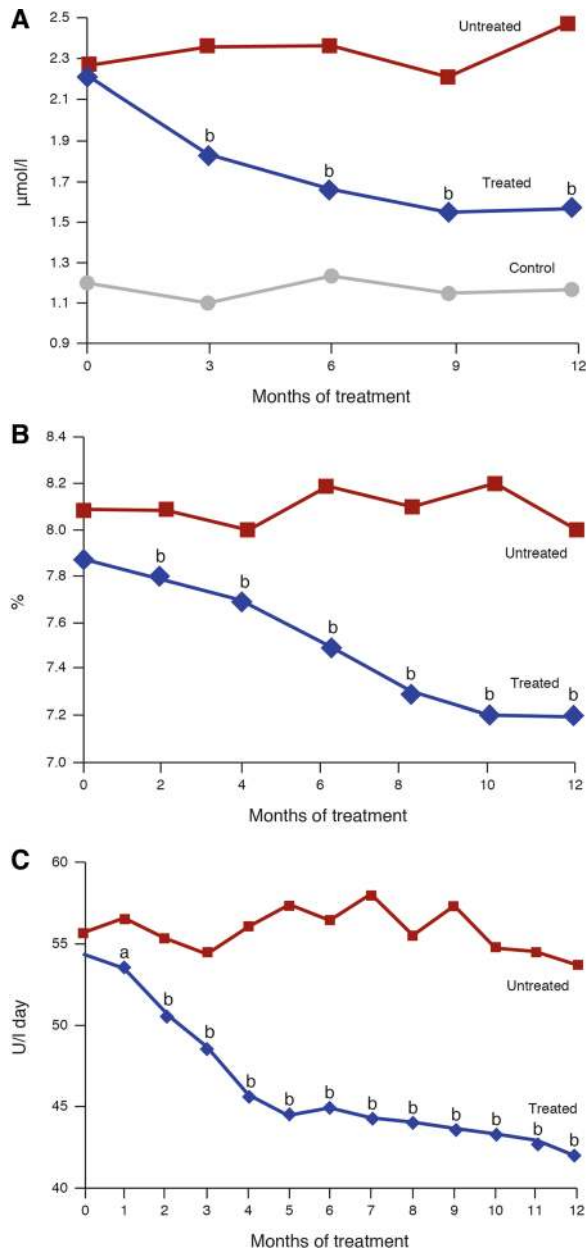 A
2.5
2.3
2.1
1.9
1.7
1.5
1.3
1.1
0.9
µmol/l
Untreated
b
b
b
b
Treated
Control
0 3 6 9 12
Months of treatment
B
8.4
8.2
8.0
7.8
7.6
7.4
7.2
7.0
%
Untreated
b
b
b
b
b
b
Treated
0 2 4 6 8 10 12
Months of treatment
C
60
55
50
45
40
U/l day
Untreated
a
b
b
b
b
b
b
b
b
b
b
b
Treated
0 1 2 3 4 5 6 7 8 9 10 11 12
Months of treatment